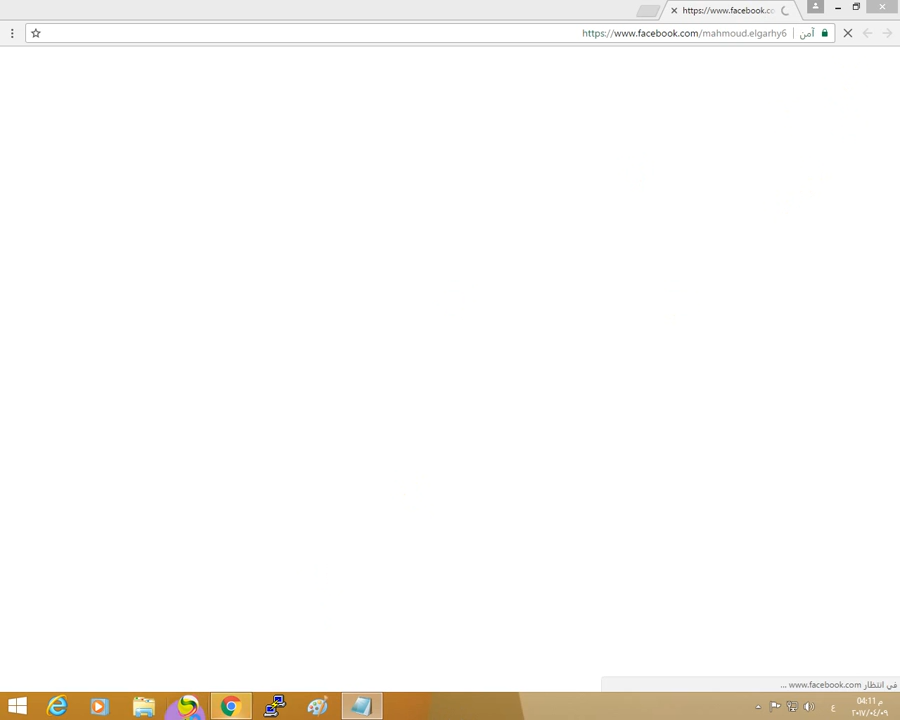 https://www.facebook.co
https://www.facebook.com/mahmoud.elgarhy6
آمن
في انتظار www.facebook.com ...
ع
04:11 م
٢٠١٧/٠٤/٠٩